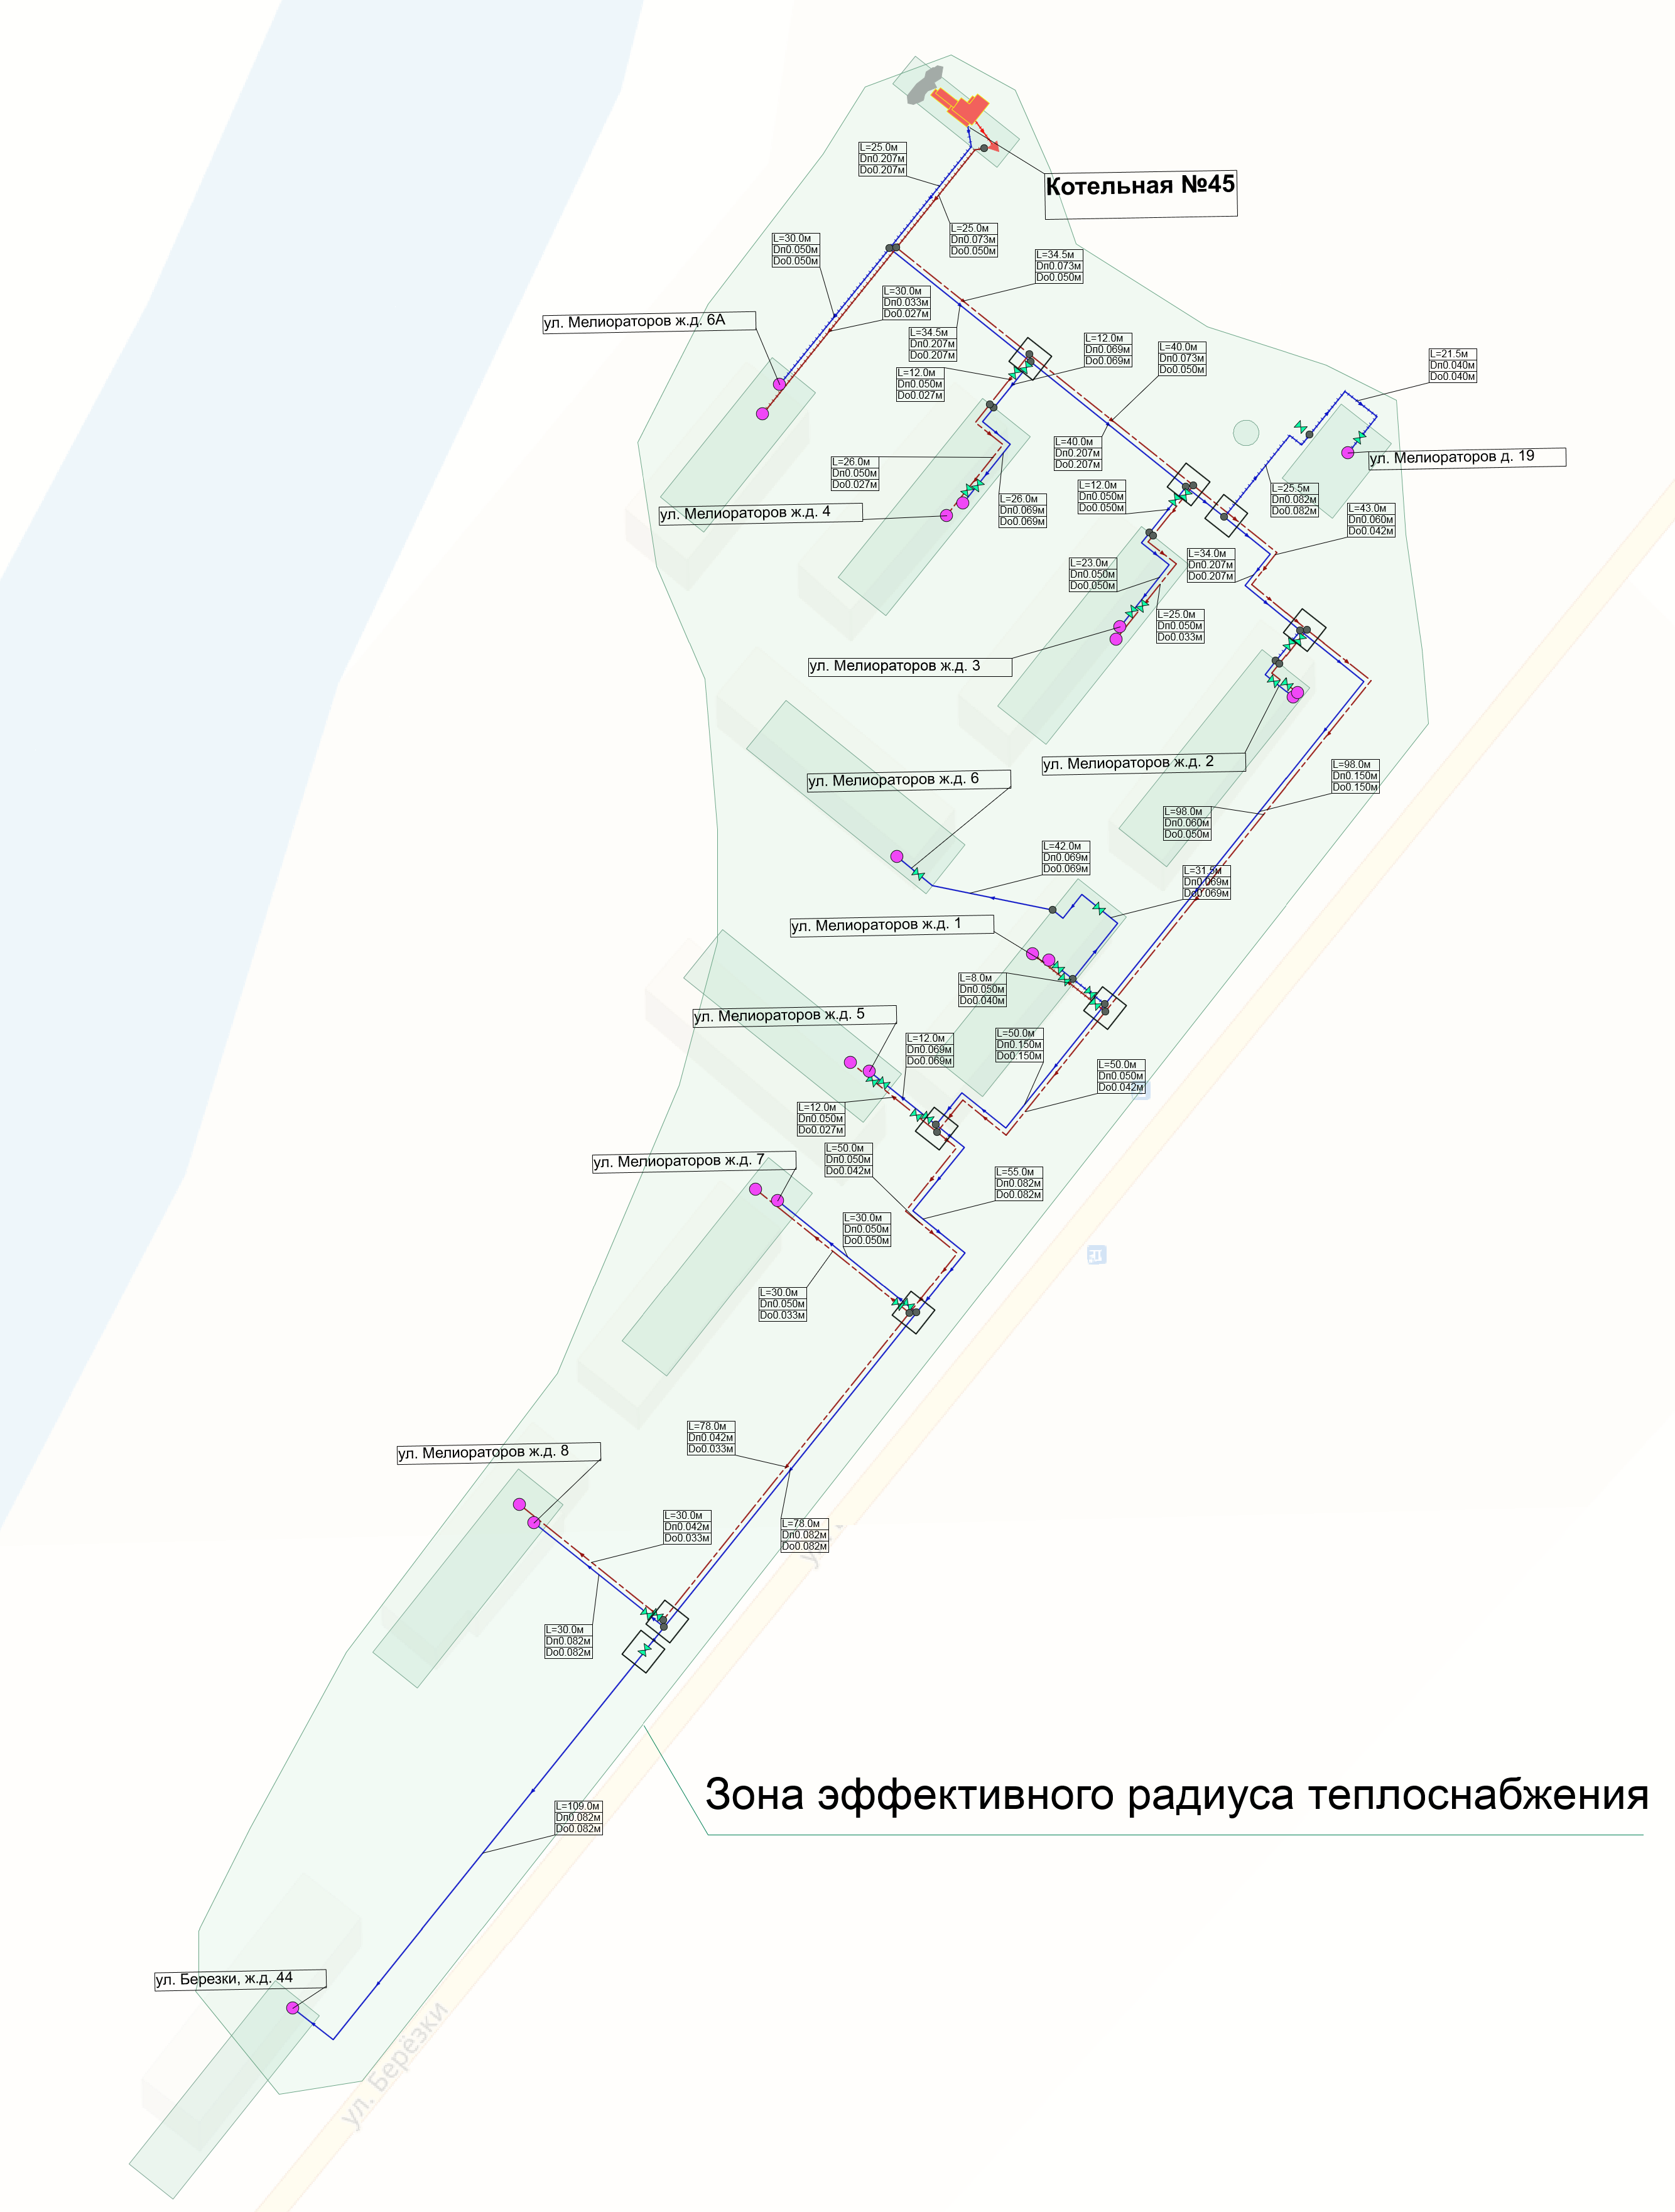 L=25.0м
Dп0.207м
Dо0.207м
Котельная №45
L=25.0м
Dп0.073м
Dо0.050м
L=30.0м
Dп0.050м
Dо0.050м
L=34.5м
Dп0.073м
Dо0.050м
L=30.0м
Dп0.033м
Dо0.027м
ул. Мелиораторов ж.д. 6А
L=34.5м
Dп0.207м
Dо0.207м
L=12.0м
Dп0.069м
Dо0.069м
L=40.0м
Dп0.073м
Dо0.050м
L=21.5м
Dп0.040м
Dо0.040м
L=12.0м
Dп0.050м
Dо0.027м
L=40.0м
Dп0.207м
Dо0.207м
ул. Мелиораторов д. 19
L=26.0м
Dп0.050м
Dо0.027м
L=12.0м
Dп0.050м
Dо0.050м
L=25.5м
Dп0.082м
Dо0.082м
L=26.0м
Dп0.069м
Dо0.069м
ул. Мелиораторов ж.д. 4
L=43.0м
Dп0.060м
Dо0.042м
L=34.0м
Dп0.207м
Dо0.207м
L=23.0м
Dп0.050м
Dо0.050м
L=25.0м
Dп0.050м
Dо0.033м
ул. Мелиораторов ж.д. 3
ул. Мелиораторов ж.д. 2
L=98.0м
Dп0.150м
Dо0.150м
ул. Мелиораторов ж.д. 6
L=98.0м
Dп0.060м
Dо0.050м
L=42.0м
Dп0.069м
Dо0.069м
L=31.5м
Dп0.069м
Dо0.069м
ул. Мелиораторов ж.д. 1
L=8.0м
Dп0.050м
Dо0.040м
ул. Мелиораторов ж.д. 5
L=50.0м
Dп0.150м
Dо0.150м
L=12.0м
Dп0.069м
Dо0.069м
L=50.0м
Dп0.050м
Dо0.042м
L=12.0м
Dп0.050м
Dо0.027м
L=50.0м
Dп0.050м
Dо0.042м
ул. Мелиораторов ж.д. 7
L=55.0м
Dп0.082м
Dо0.082м
L=30.0м
Dп0.050м
Dо0.050м
L=30.0м
Dп0.050м
Dо0.033м
L=78.0м
Dп0.042м
Dо0.033м
ул. Мелиораторов ж.д. 8
L=30.0м
Dп0.042м
Dо0.033м
L=78.0м
Dп0.082м
Dо0.082м
L=30.0м
Dп0.082м
Dо0.082м
Зона эффективного радиуса теплоснабжения
L=109.0м
Dп0.082м
Dо0.082м
ул. Березки, ж.д. 44
ул. Берёзки